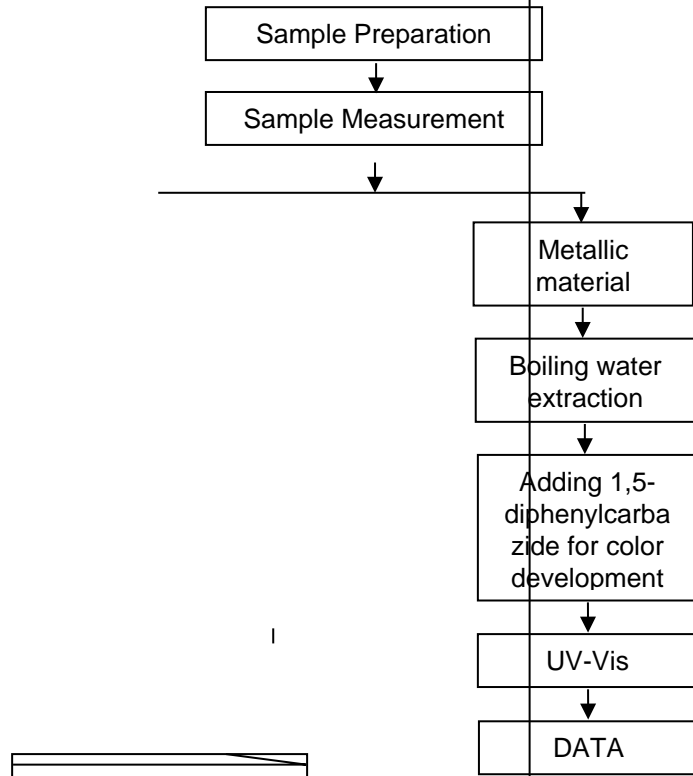 Sample Preparation
Sample Measurement
Metallic
material
Boiling water
extraction
Adding 1,5-
diphenylcarba
zide for color
development
UV-Vis
DATA